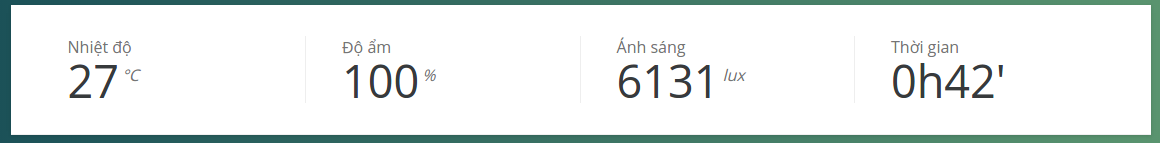 Nhiệt độ
27 °C
Độ ẩm
100 %
Ánh sáng
6131 lux
Thời gian
0h42'